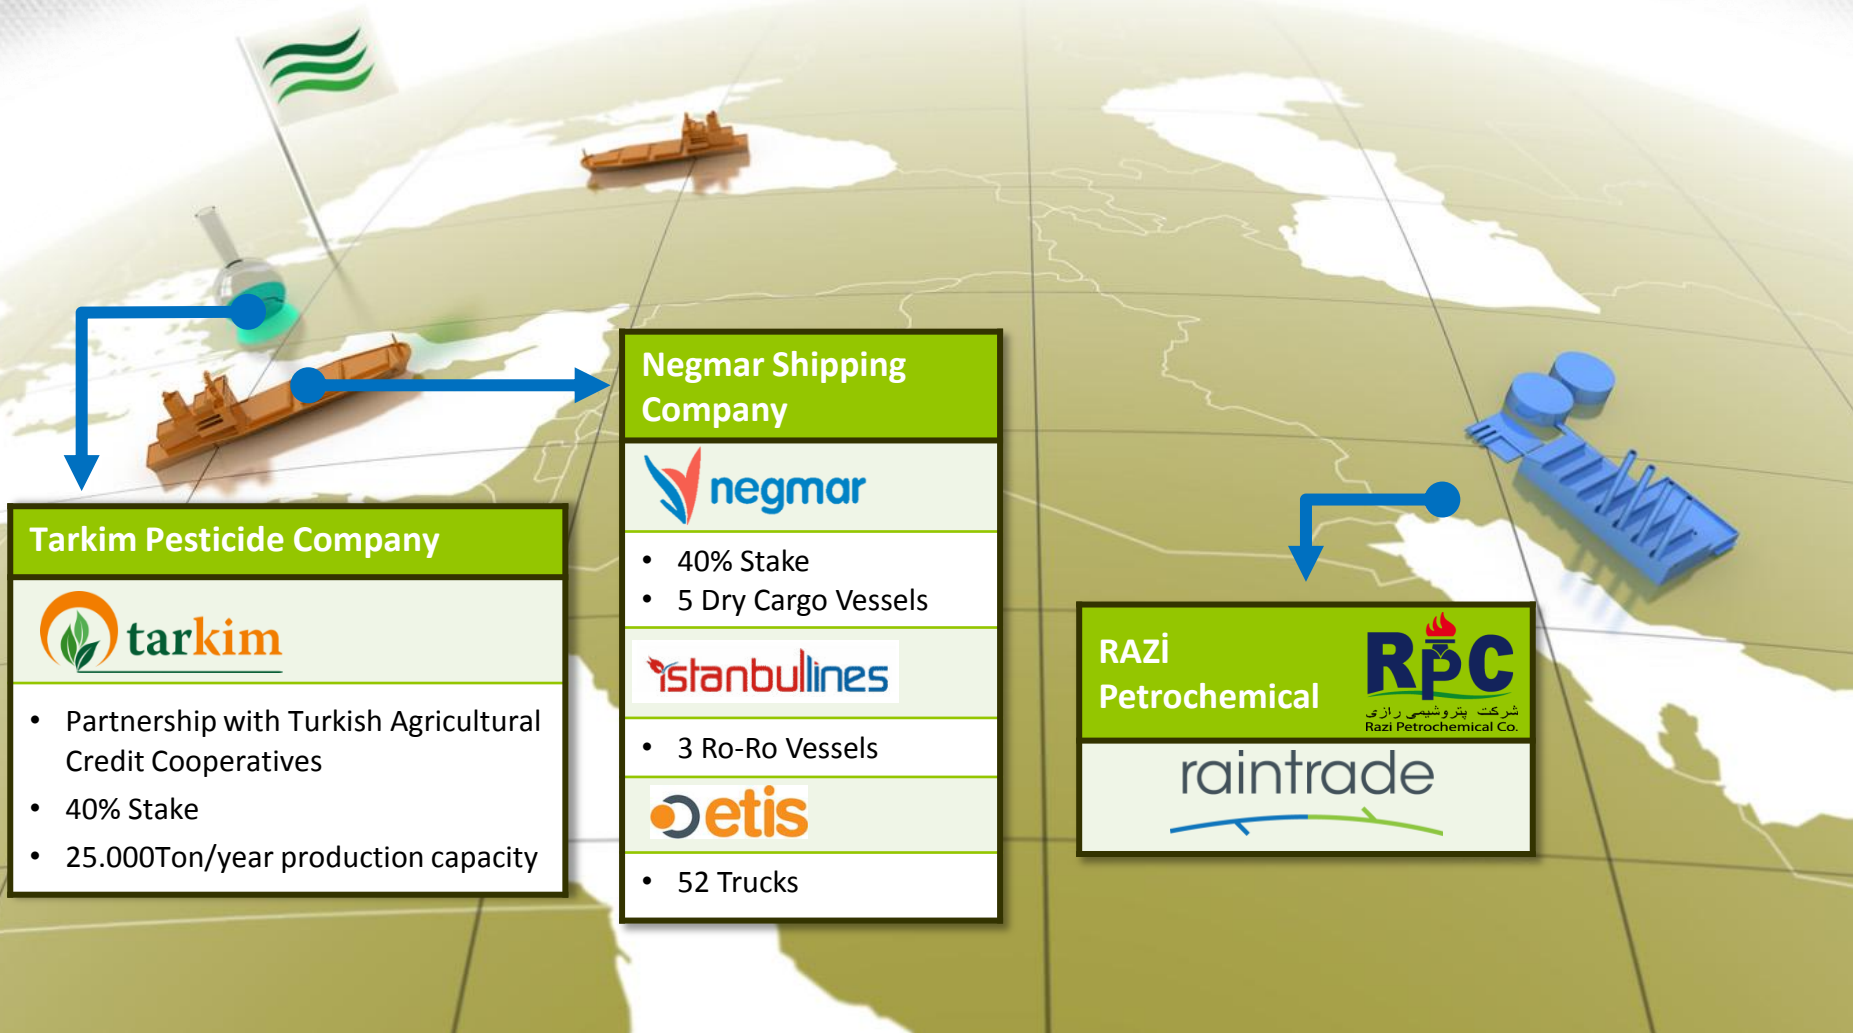 Tarkim Pesticide Company
tarkim
• Partnership with Turkish Agricultural
Credit Cooperatives
• 40% Stake
• 25.000Ton/year production capacity
Negmar Shipping
Company
negmar
• 40% Stake
• 5 Dry Cargo Vessels
istanbullines
• 3 Ro-Ro Vessels
etis
• 52 Trucks
RAZİ
Petrochemical
RPC
شرکت پتروشیمی رازی
Razi Petrochemical Co.
raintrade